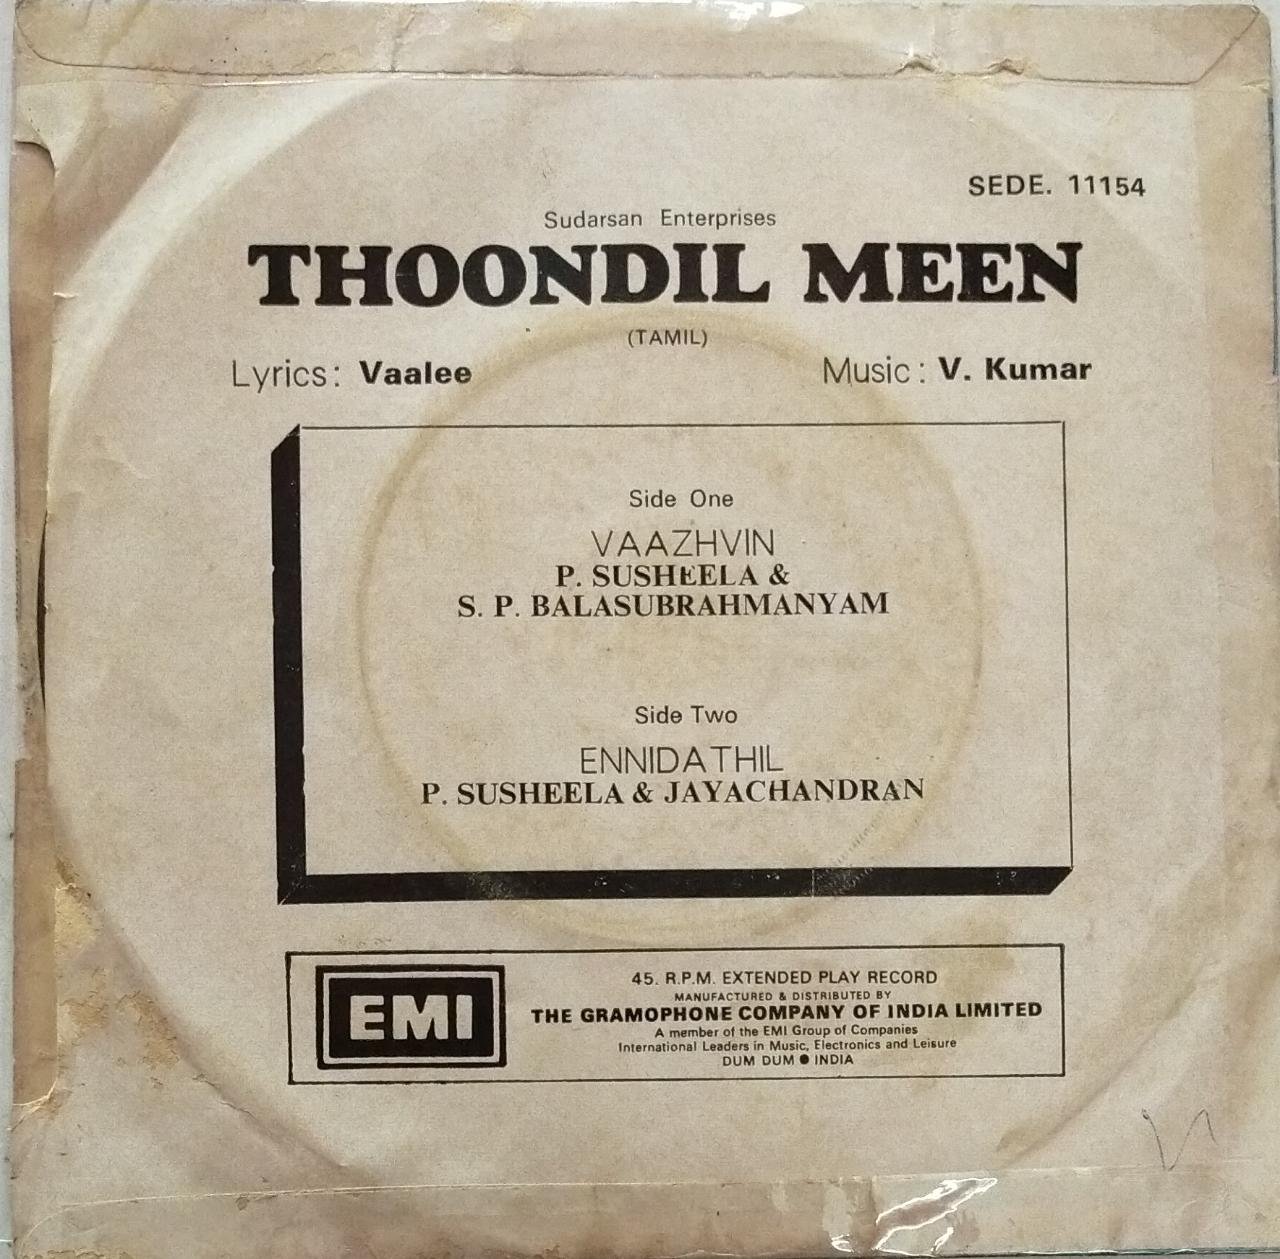 SEDE. 11154
Sudarsan Enterprises
THOONDIL MEEN
(TAMIL)
Lyrics: Vaalee Music: V. Kumar
Side One
VAAZHVIN
P. SUSHEELA &
S. P. BALASUBRAHMANYAM
Side Two
ENNIDATHIL
P. SUSHEELA & JAYACHANDRAN
EMI
45. R.P.M. EXTENDED PLAY RECORD
MANUFACTURED & DISTRIBUTED BY
THE GRAMOPHONE COMPANY OF INDIA LIMITED
A member of the EMI Group of Companies
International Leaders in Music, Electronics and Leisure
DUM DUM ● INDIA